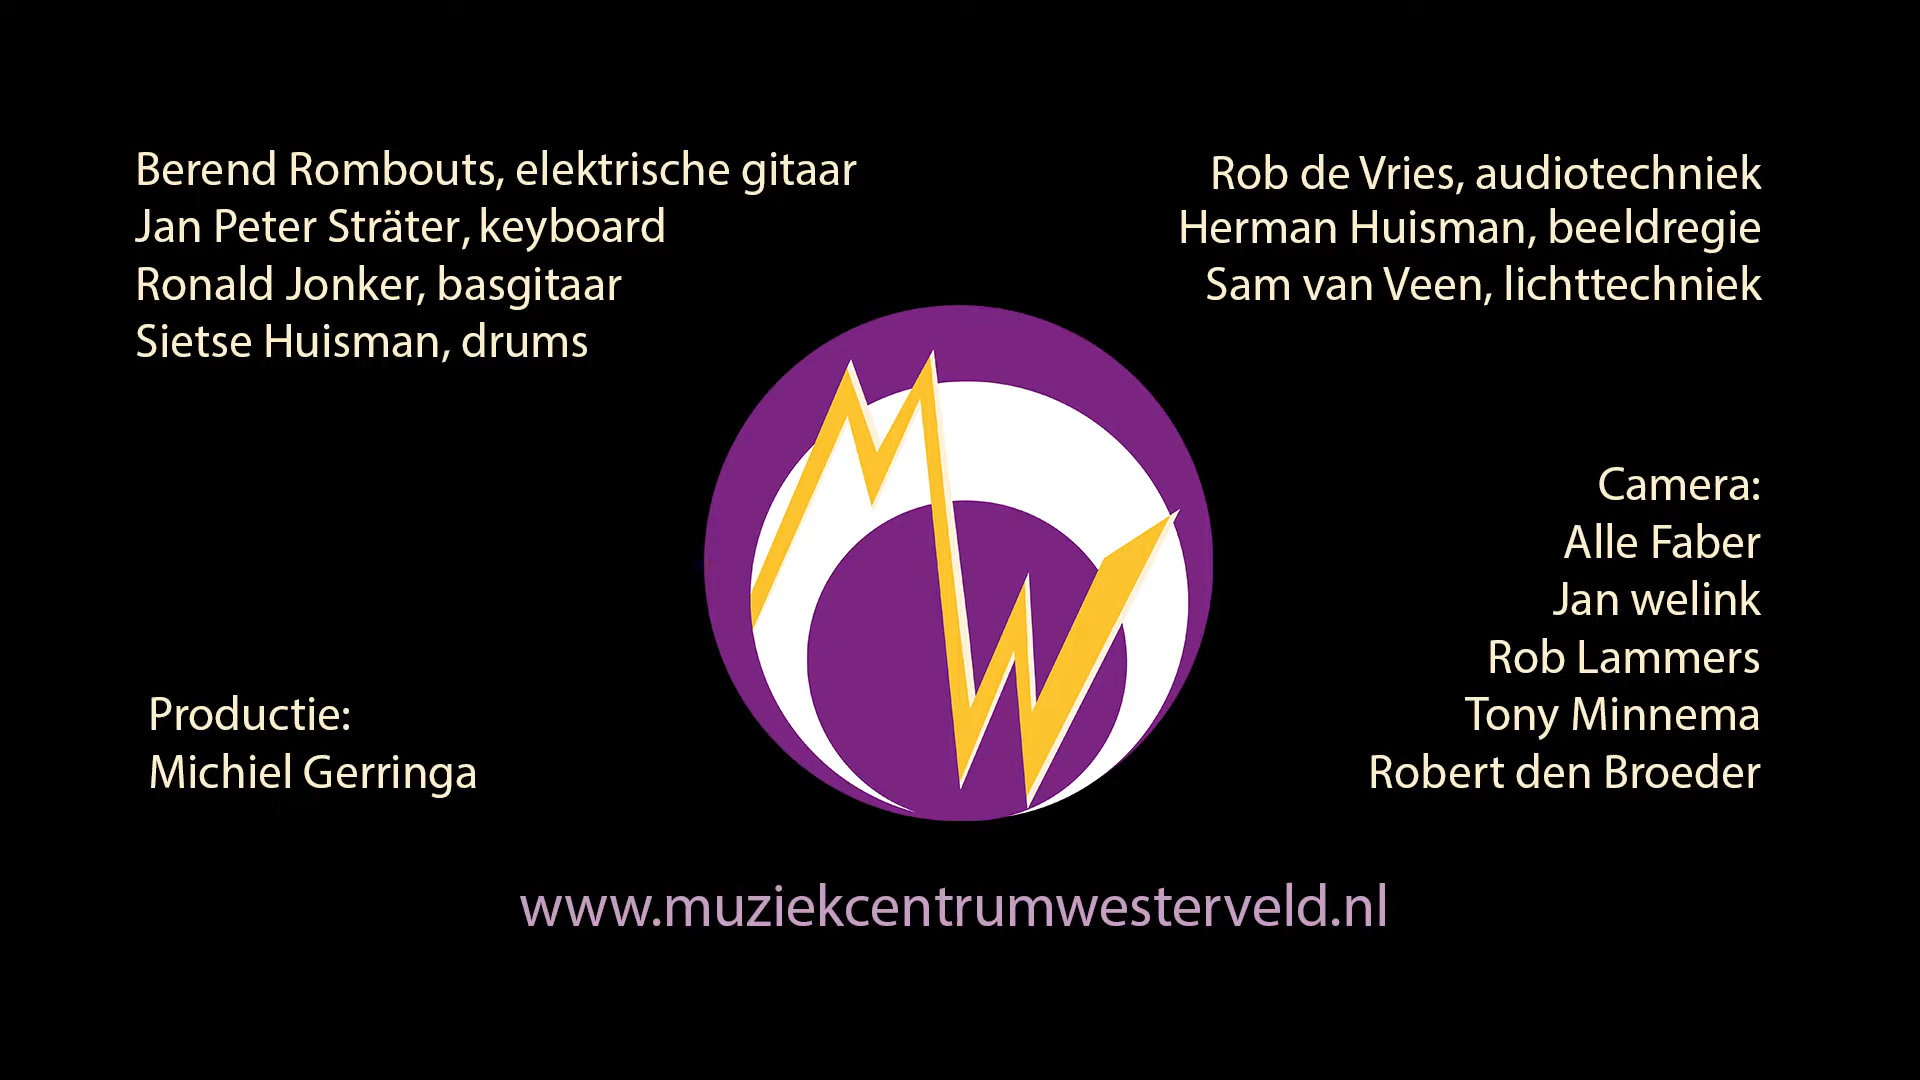 Berend Rombouts, elektrische gitaar
Jan Peter Sträter, keyboard
Ronald Jonker, basgitaar
Sietse Huisman, drums
Rob de Vries, audiotechniek
Herman Huisman, beeldregie
Sam van Veen, lichttechniek
Camera:
Alle Faber
Jan welink
Rob Lammers
Tony Minnema
Robert den Broeder
Productie:
Michiel Gerringa
MW
www.muziekcentrumwesterveld.nl